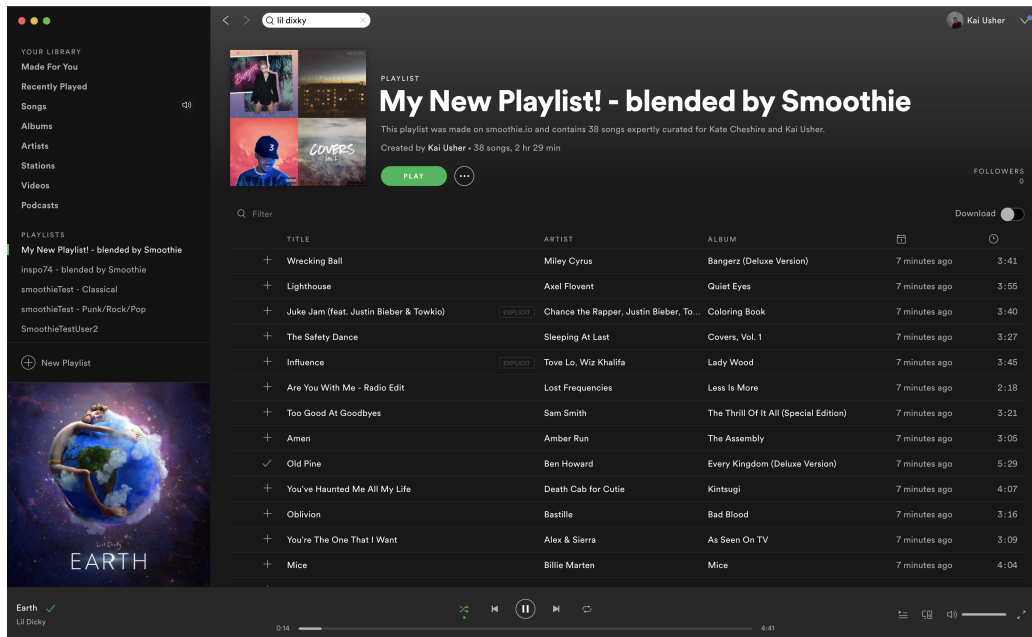 lil dixky
Kai Usher
YOUR LIBRARY
Made For You
Recently Played
Songs
Albums
Artists
Stations
Videos
Podcasts
PLAYLISTS
My New Playlist! - blended by Smoothie
inspo74 - blended by Smoothie
smoothieTest - Classical
smoothieTest - Punk/Rock/Pop
SmoothieTestUser2
New Playlist
Lil Dicky
EARTH
Bangerz
3
COVERS
PLAYLIST
My New Playlist! - blended by Smoothie
This playlist was made on smoothie.io and contains 38 songs expertly curated for Kate Cheshire and Kai Usher.
Created by Kai Usher • 38 songs, 2 hr 29 min
PLAY
FOLLOWERS
0
Filter
Download
TITLE ARTIST ALBUM
Wrecking Ball Miley Cyrus Bangerz (Deluxe Version) 7 minutes ago 3:41
Lighthouse Axel Flovent Quiet Eyes 7 minutes ago 3:55
Juke Jam (feat. Justin Bieber & Towkio) EXPLICIT Chance the Rapper, Justin Bieber, To... Coloring Book 7 minutes ago 3:40
The Safety Dance Sleeping At Last Covers, Vol. 1 7 minutes ago 3:27
Influence EXPLICIT Tove Lo, Wiz Khalifa Lady Wood 7 minutes ago 3:45
Are You With Me - Radio Edit Lost Frequencies Less Is More 7 minutes ago 2:18
Too Good At Goodbyes Sam Smith The Thrill Of It All (Special Edition) 7 minutes ago 3:21
Amen Amber Run The Assembly 7 minutes ago 3:05
Old Pine Ben Howard Every Kingdom (Deluxe Version) 7 minutes ago 5:29
You've Haunted Me All My Life Death Cab for Cutie Kintsugi 7 minutes ago 4:07
Oblivion Bastille Bad Blood 7 minutes ago 3:16
You're The One That I Want Alex & Sierra As Seen On TV 7 minutes ago 3:09
Mice Billie Marten Mice 7 minutes ago 4:04
Earth
Lil Dicky
0:14
4:41